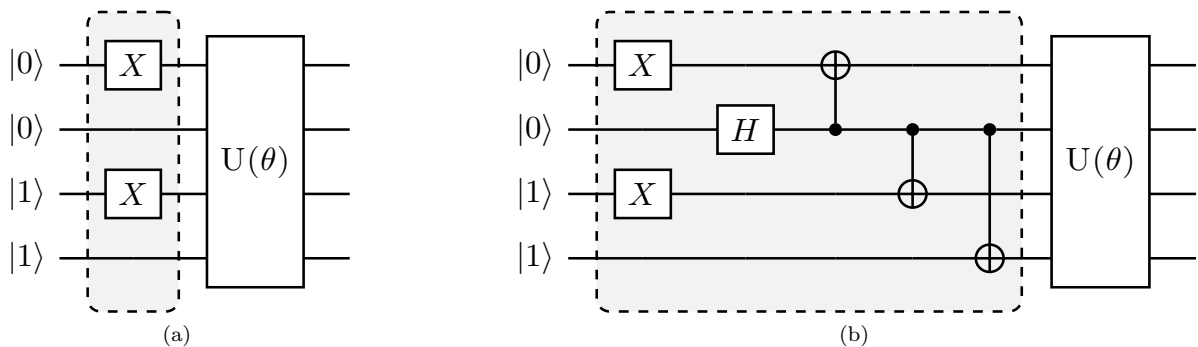 |0⟩ X |0⟩ X
|0⟩ U(θ) |0⟩ H U(θ)
|1⟩ X |1⟩ X
|1⟩ |1⟩
(a) (b)